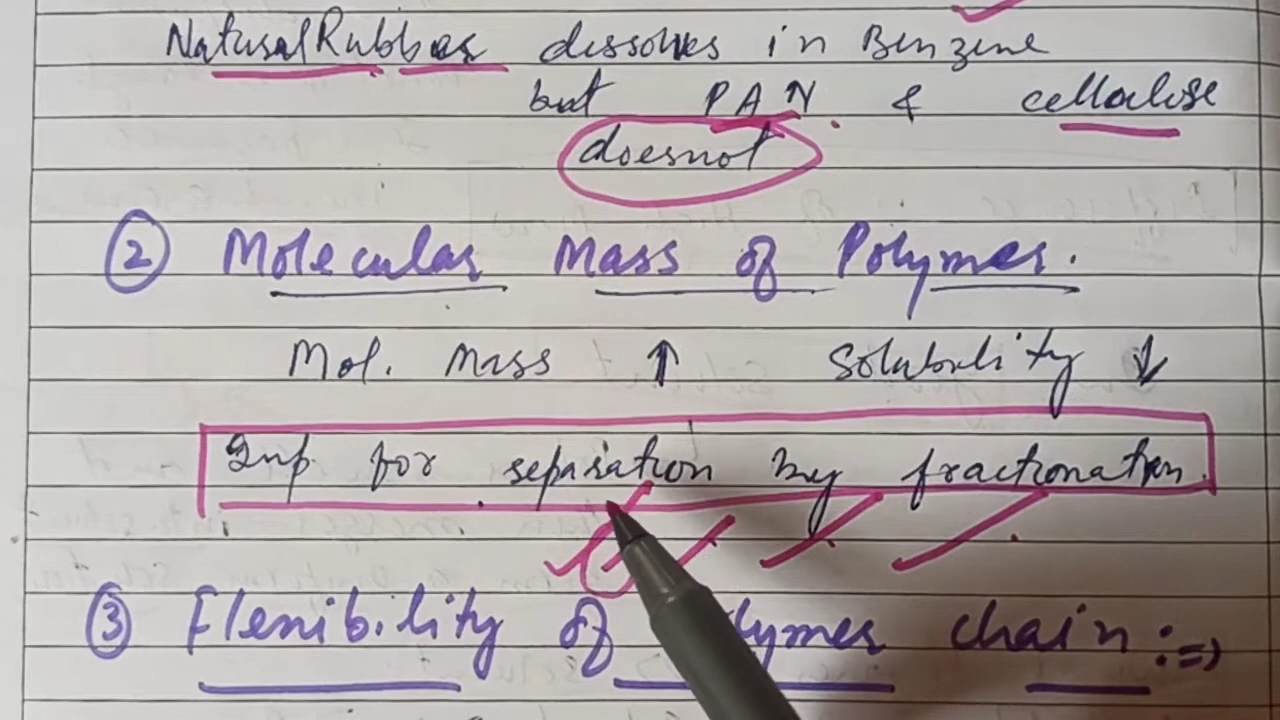 Natural Rubber dissolves in Benzene
but PAN & cellulose
doesnot
② Molecular Mass of Polymer.
Mol. Mass ↑ Solubility ↓
Imp for separation by fractionation
③ Flexibility of Polymer chain :⇒